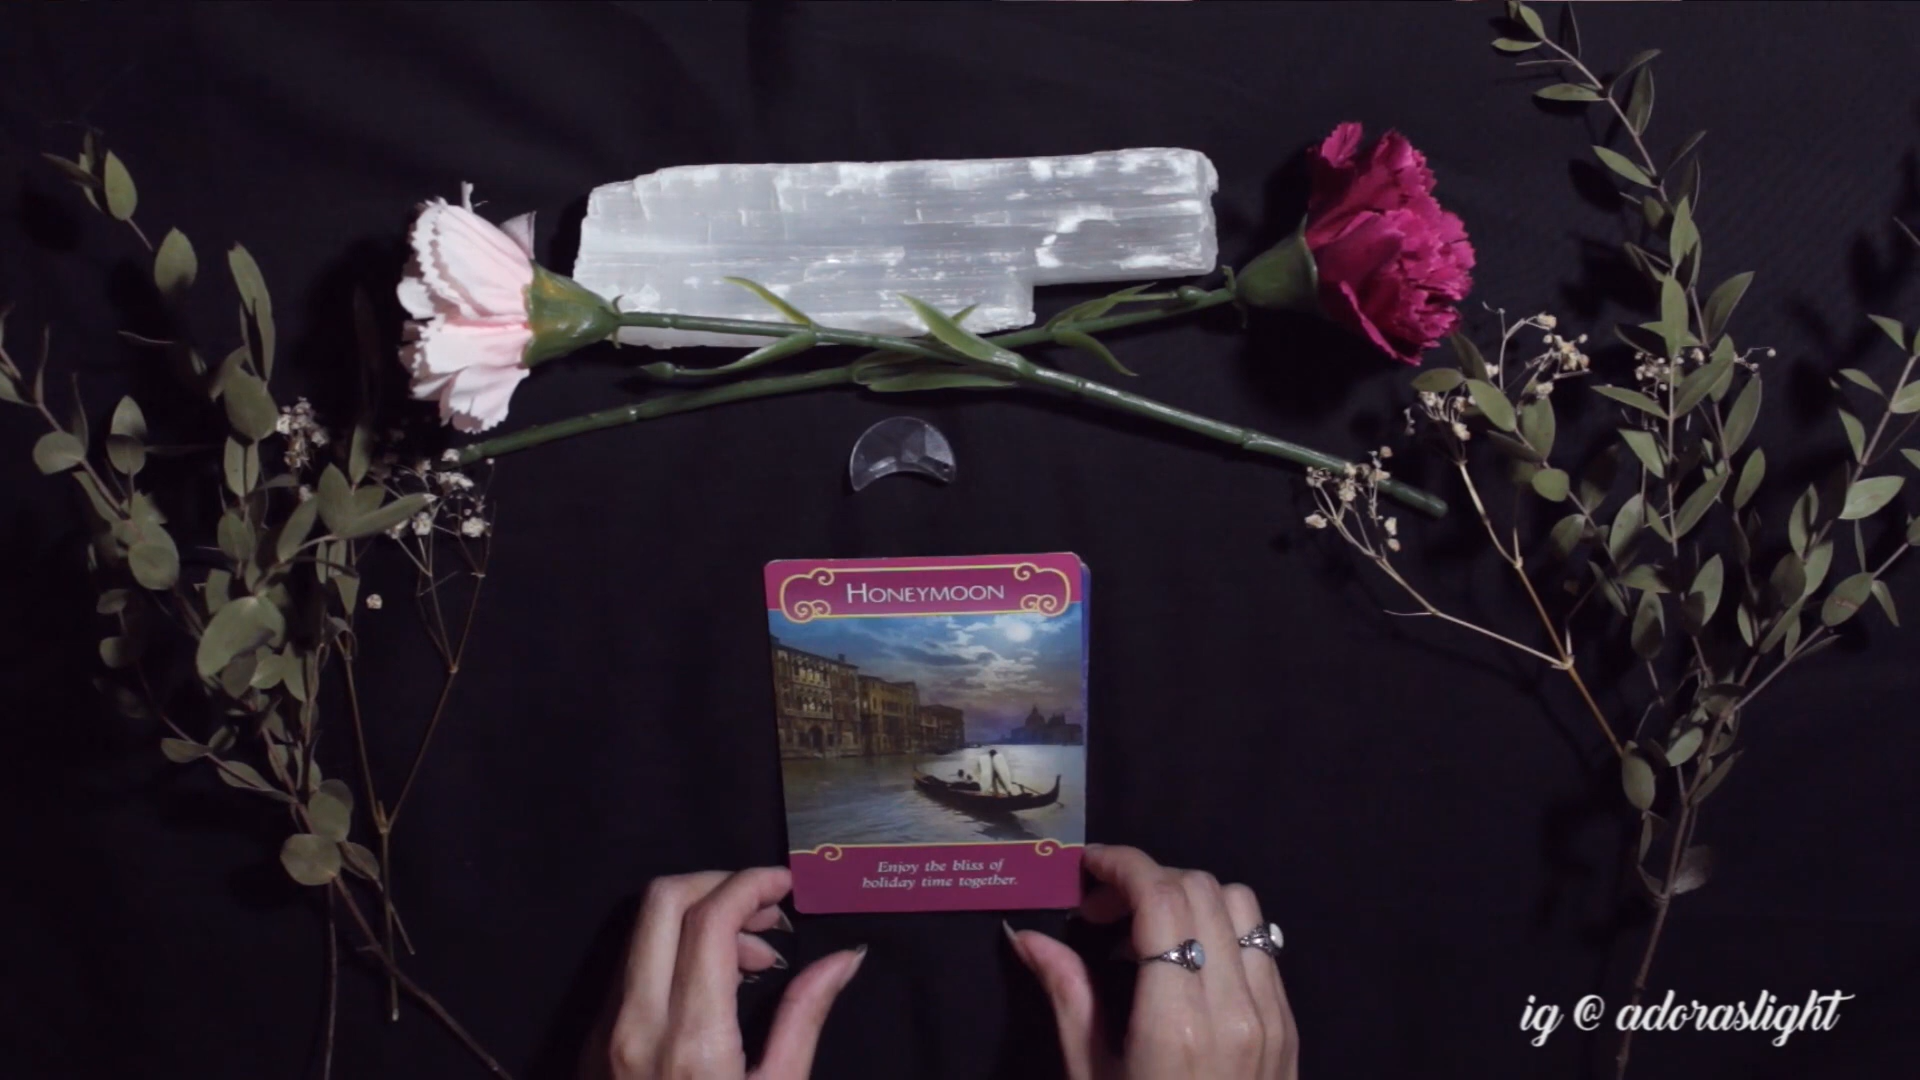 HONEYMOON
Enjoy the bliss of
holiday time together.
ig @ adoraslight